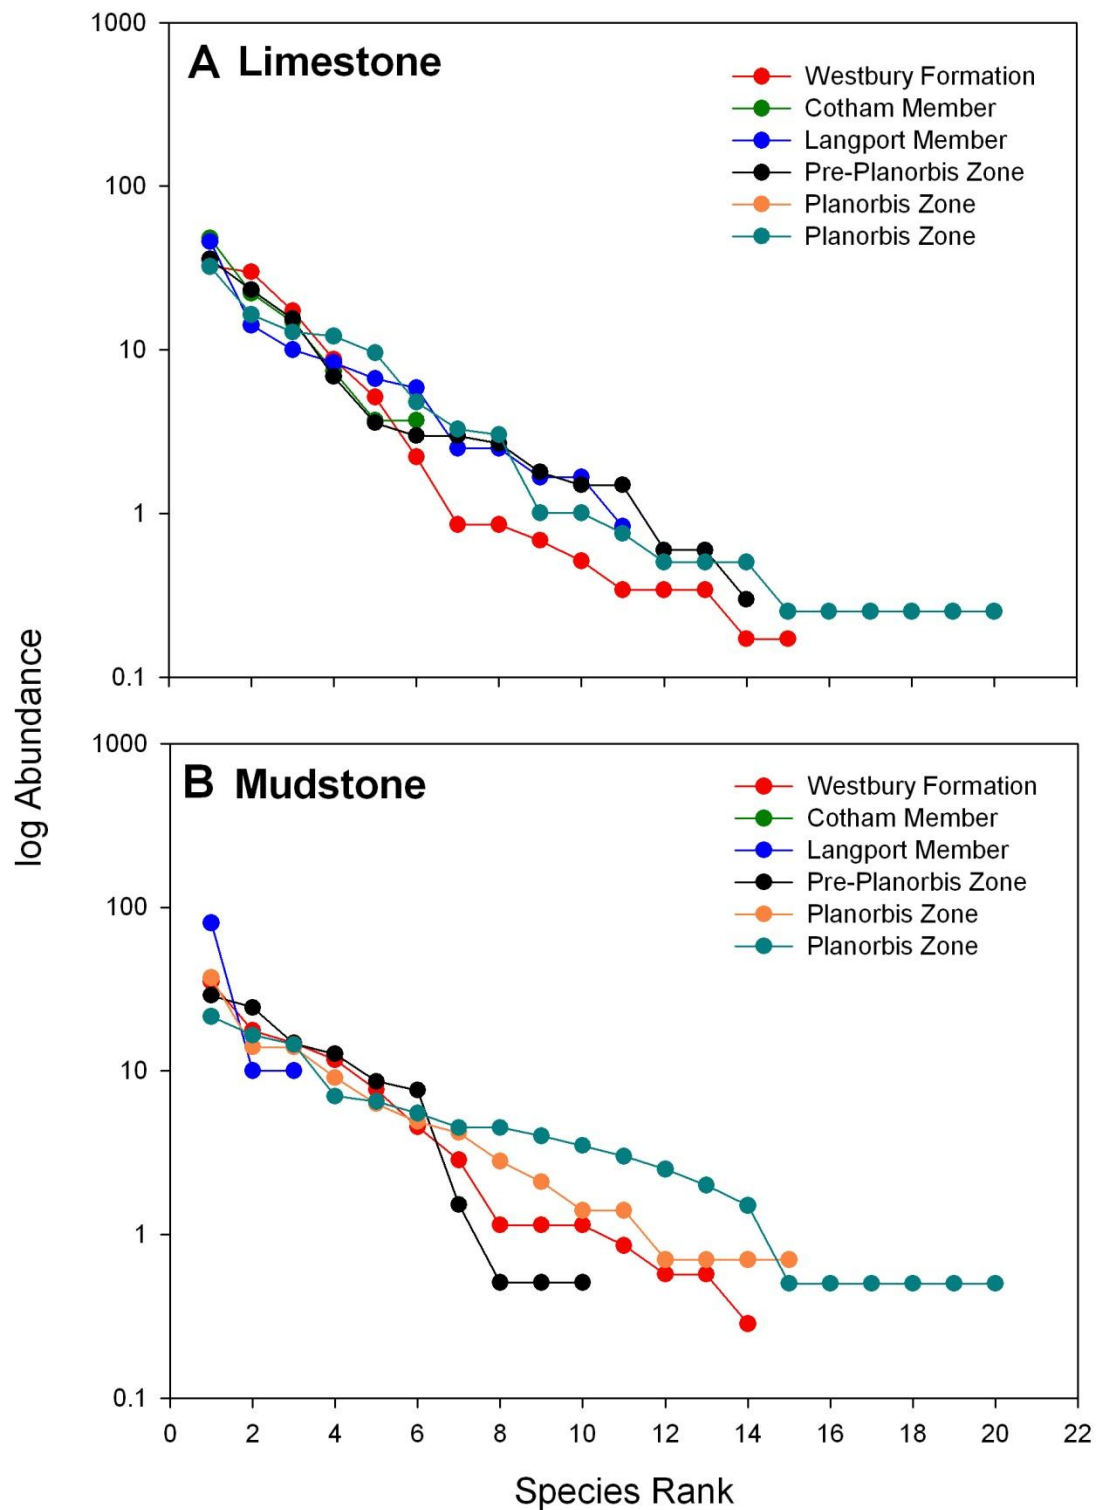 1000
A Limestone
Westbury Formation
Cotham Member
Langport Member
Pre-Planorbis Zone
Planorbis Zone
Planorbis Zone
100
10
1
0.1
log Abundance
1000
B Mudstone
Westbury Formation
Cotham Member
Langport Member
Pre-Planorbis Zone
Planorbis Zone
Planorbis Zone
100
10
1
0.1
0 2 4 6 8 10 12 14 16 18 20 22
Species Rank